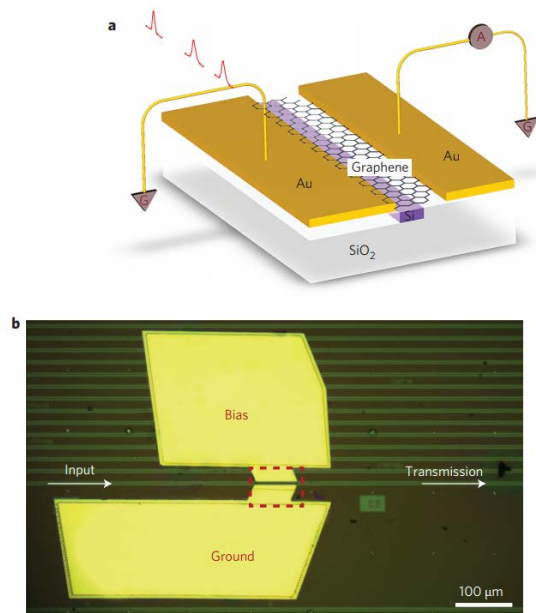 a
A
G
Au
Graphene
Au
G
Si
SiO₂
b
Bias
Input
Transmission
Ground
100 µm